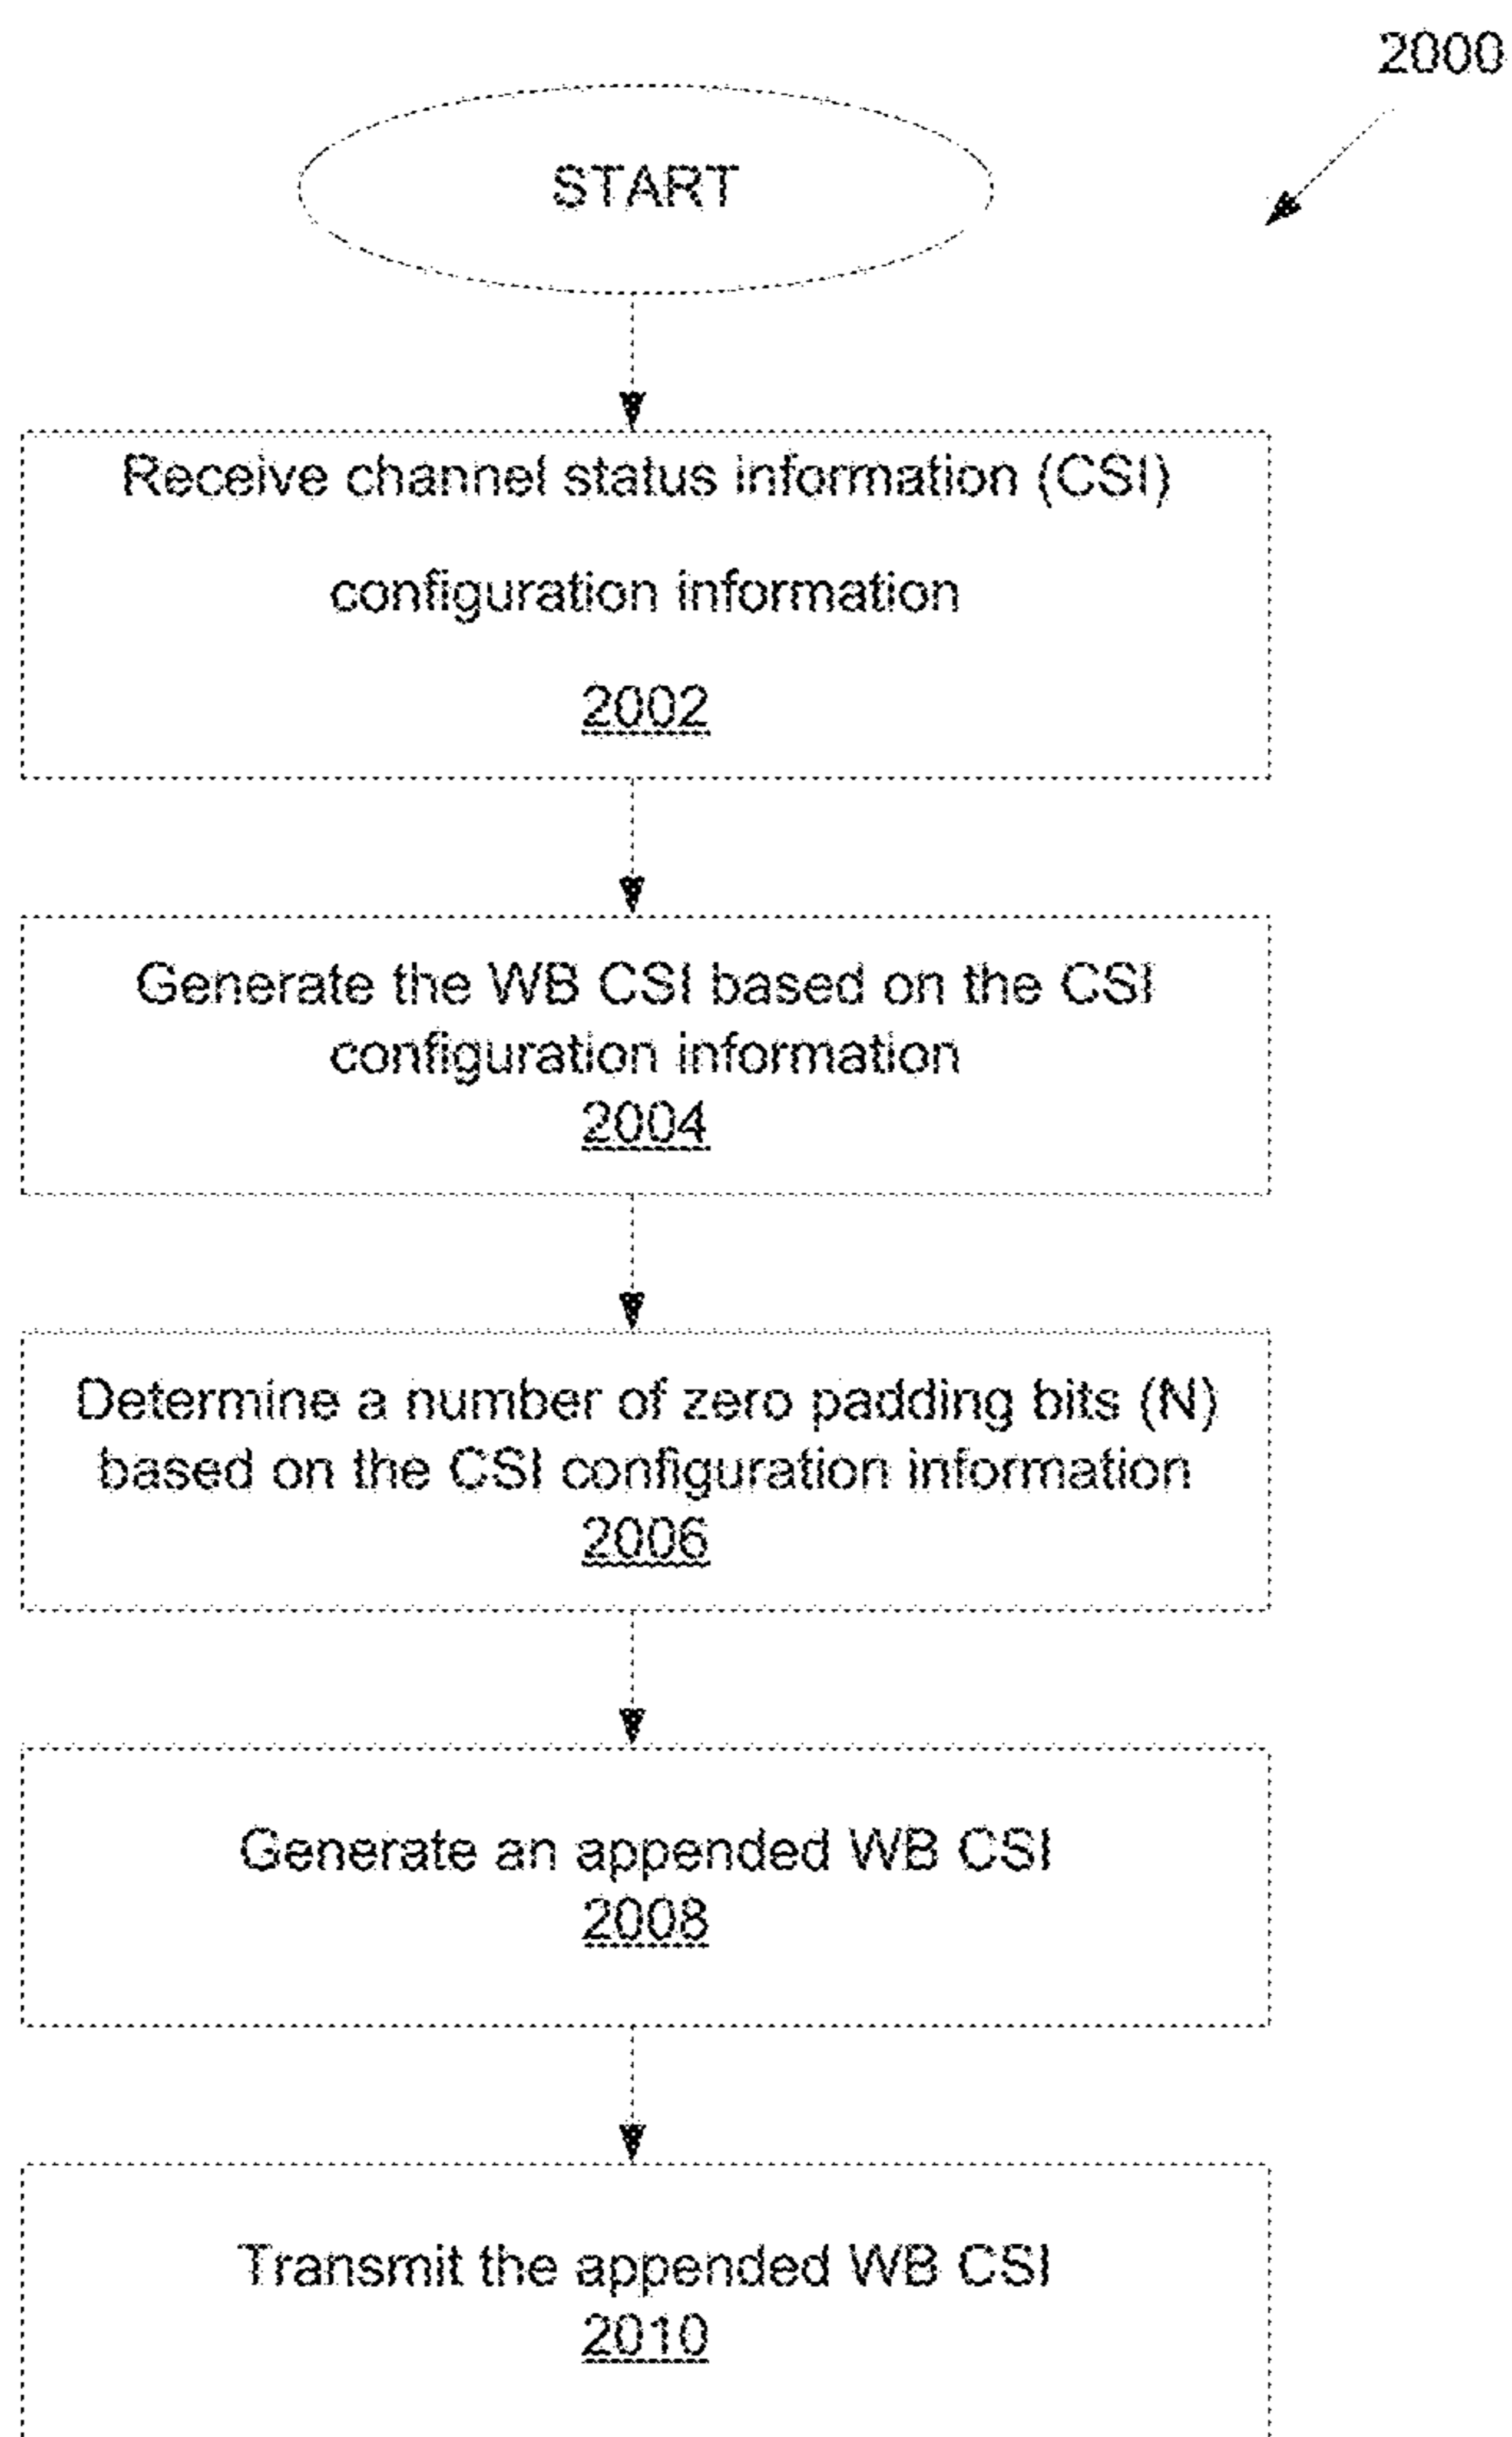 2000
START
Receive channel status information (CSI)
configuration information
2002
Generate the WB CSI based on the CSI
configuration information
2004
Determine a number of zero padding bits (N)
based on the CSI configuration information
2006
Generate an appended WB CSI
2008
Transmit the appended WB CSI
2010